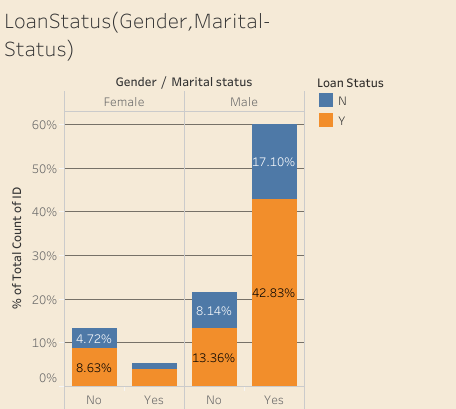 LoanStatus(Gender,Marital-
Status)
Gender / Marital status
Loan Status
Female
Male
N
Y
% of Total Count of ID
60%
50%
40%
30%
20%
10%
0%
17.10%
42.83%
8.14%
13.36%
4.72%
8.63%
No
Yes
No
Yes